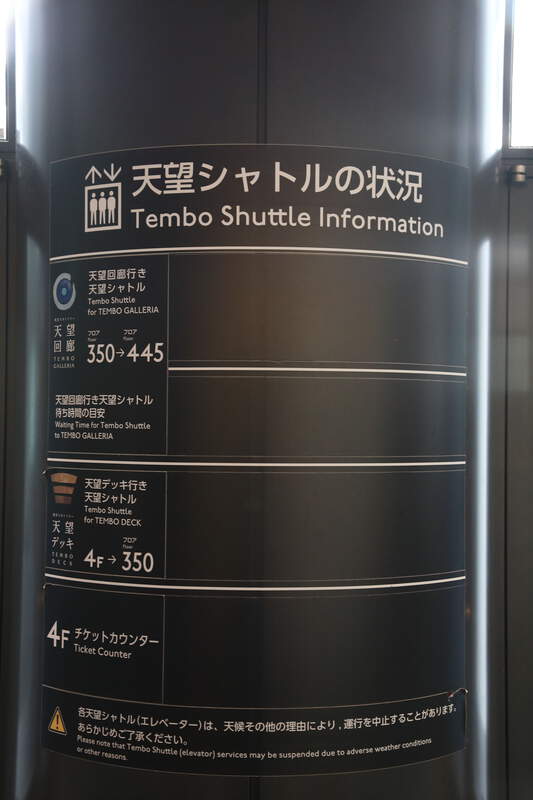 天望シャトルの状況
Tembo Shuttle Information
天望回廊行き
天望シャトル
Tembo Shuttle
for TEMBO GALLERIA
天望
回廊
TEMBO
GALLERIA
フロア フロア
floor floor
350→445
天望回廊行き天望シャトル
待ち時間の目安
Waiting Time for Tembo Shuttle
to TEMBO GALLERIA
天望デッキ行き
天望シャトル
Tembo Shuttle
for TEMBO DECK
天望
デッキ
TEMBO
DECK
フロア
floor
4F→350
4F チケットカウンター
Ticket Counter
各天望シャトル(エレベーター)は、天候その他の理由により、運行を中止することがあります。
あらかじめご了承ください。
Please note that Tembo Shuttle (elevator) services may be suspended due to adverse weather conditions
or other reasons.